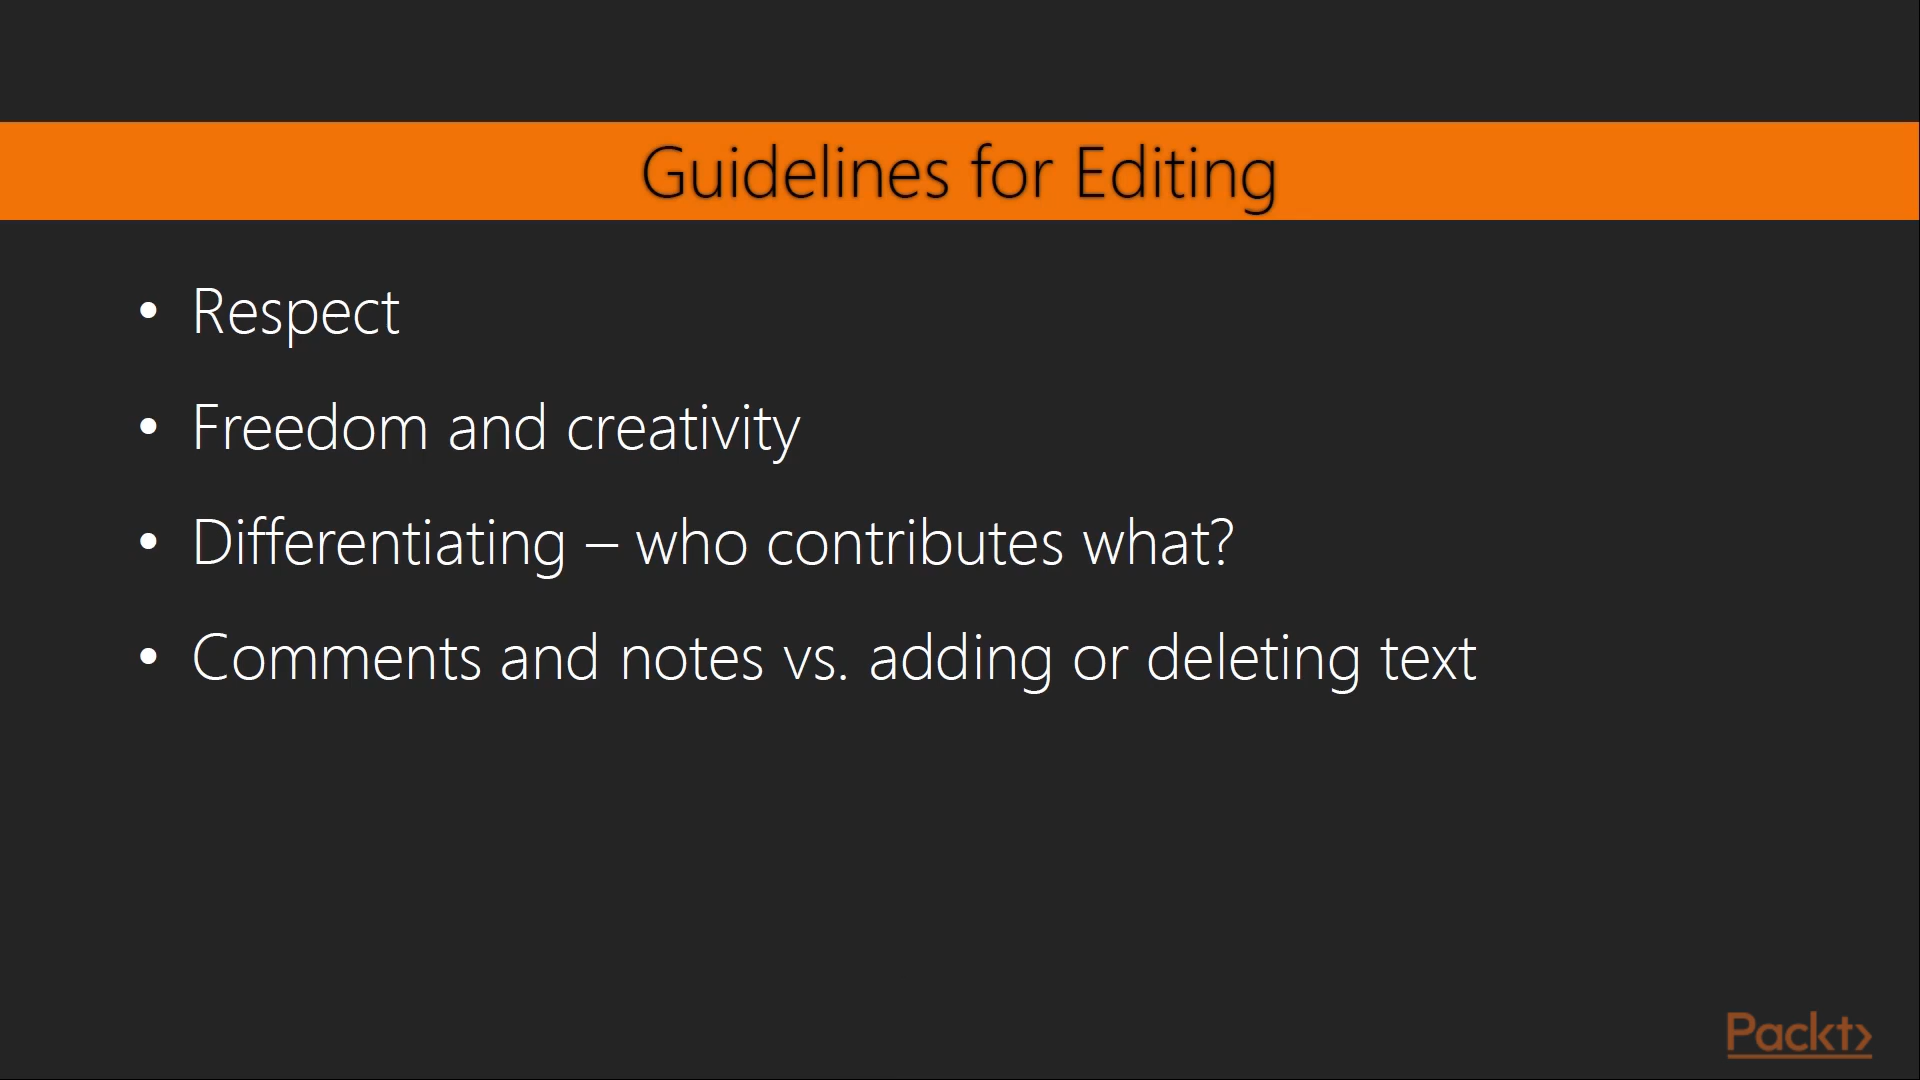 Guidelines for Editing
• Respect
• Freedom and creativity
• Differentiating – who contributes what?
• Comments and notes vs. adding or deleting text
Packt>